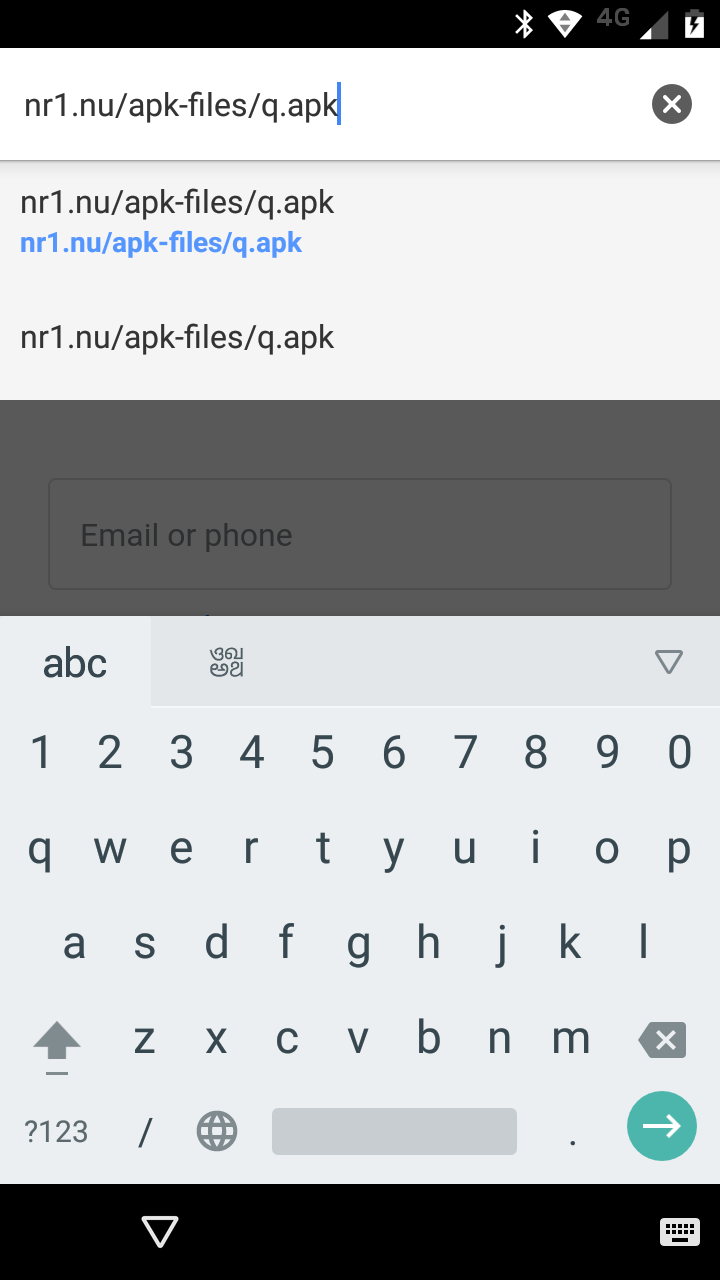 4G
nr1.nu/apk-files/q.apk
nr1.nu/apk-files/q.apk
nr1.nu/apk-files/q.apk
nr1.nu/apk-files/q.apk
Email or phone
abc
1 2 3 4 5 6 7 8 9 0
q w e r t y u i o p
a s d f g h j k l
z x c v b n m
?123 / .